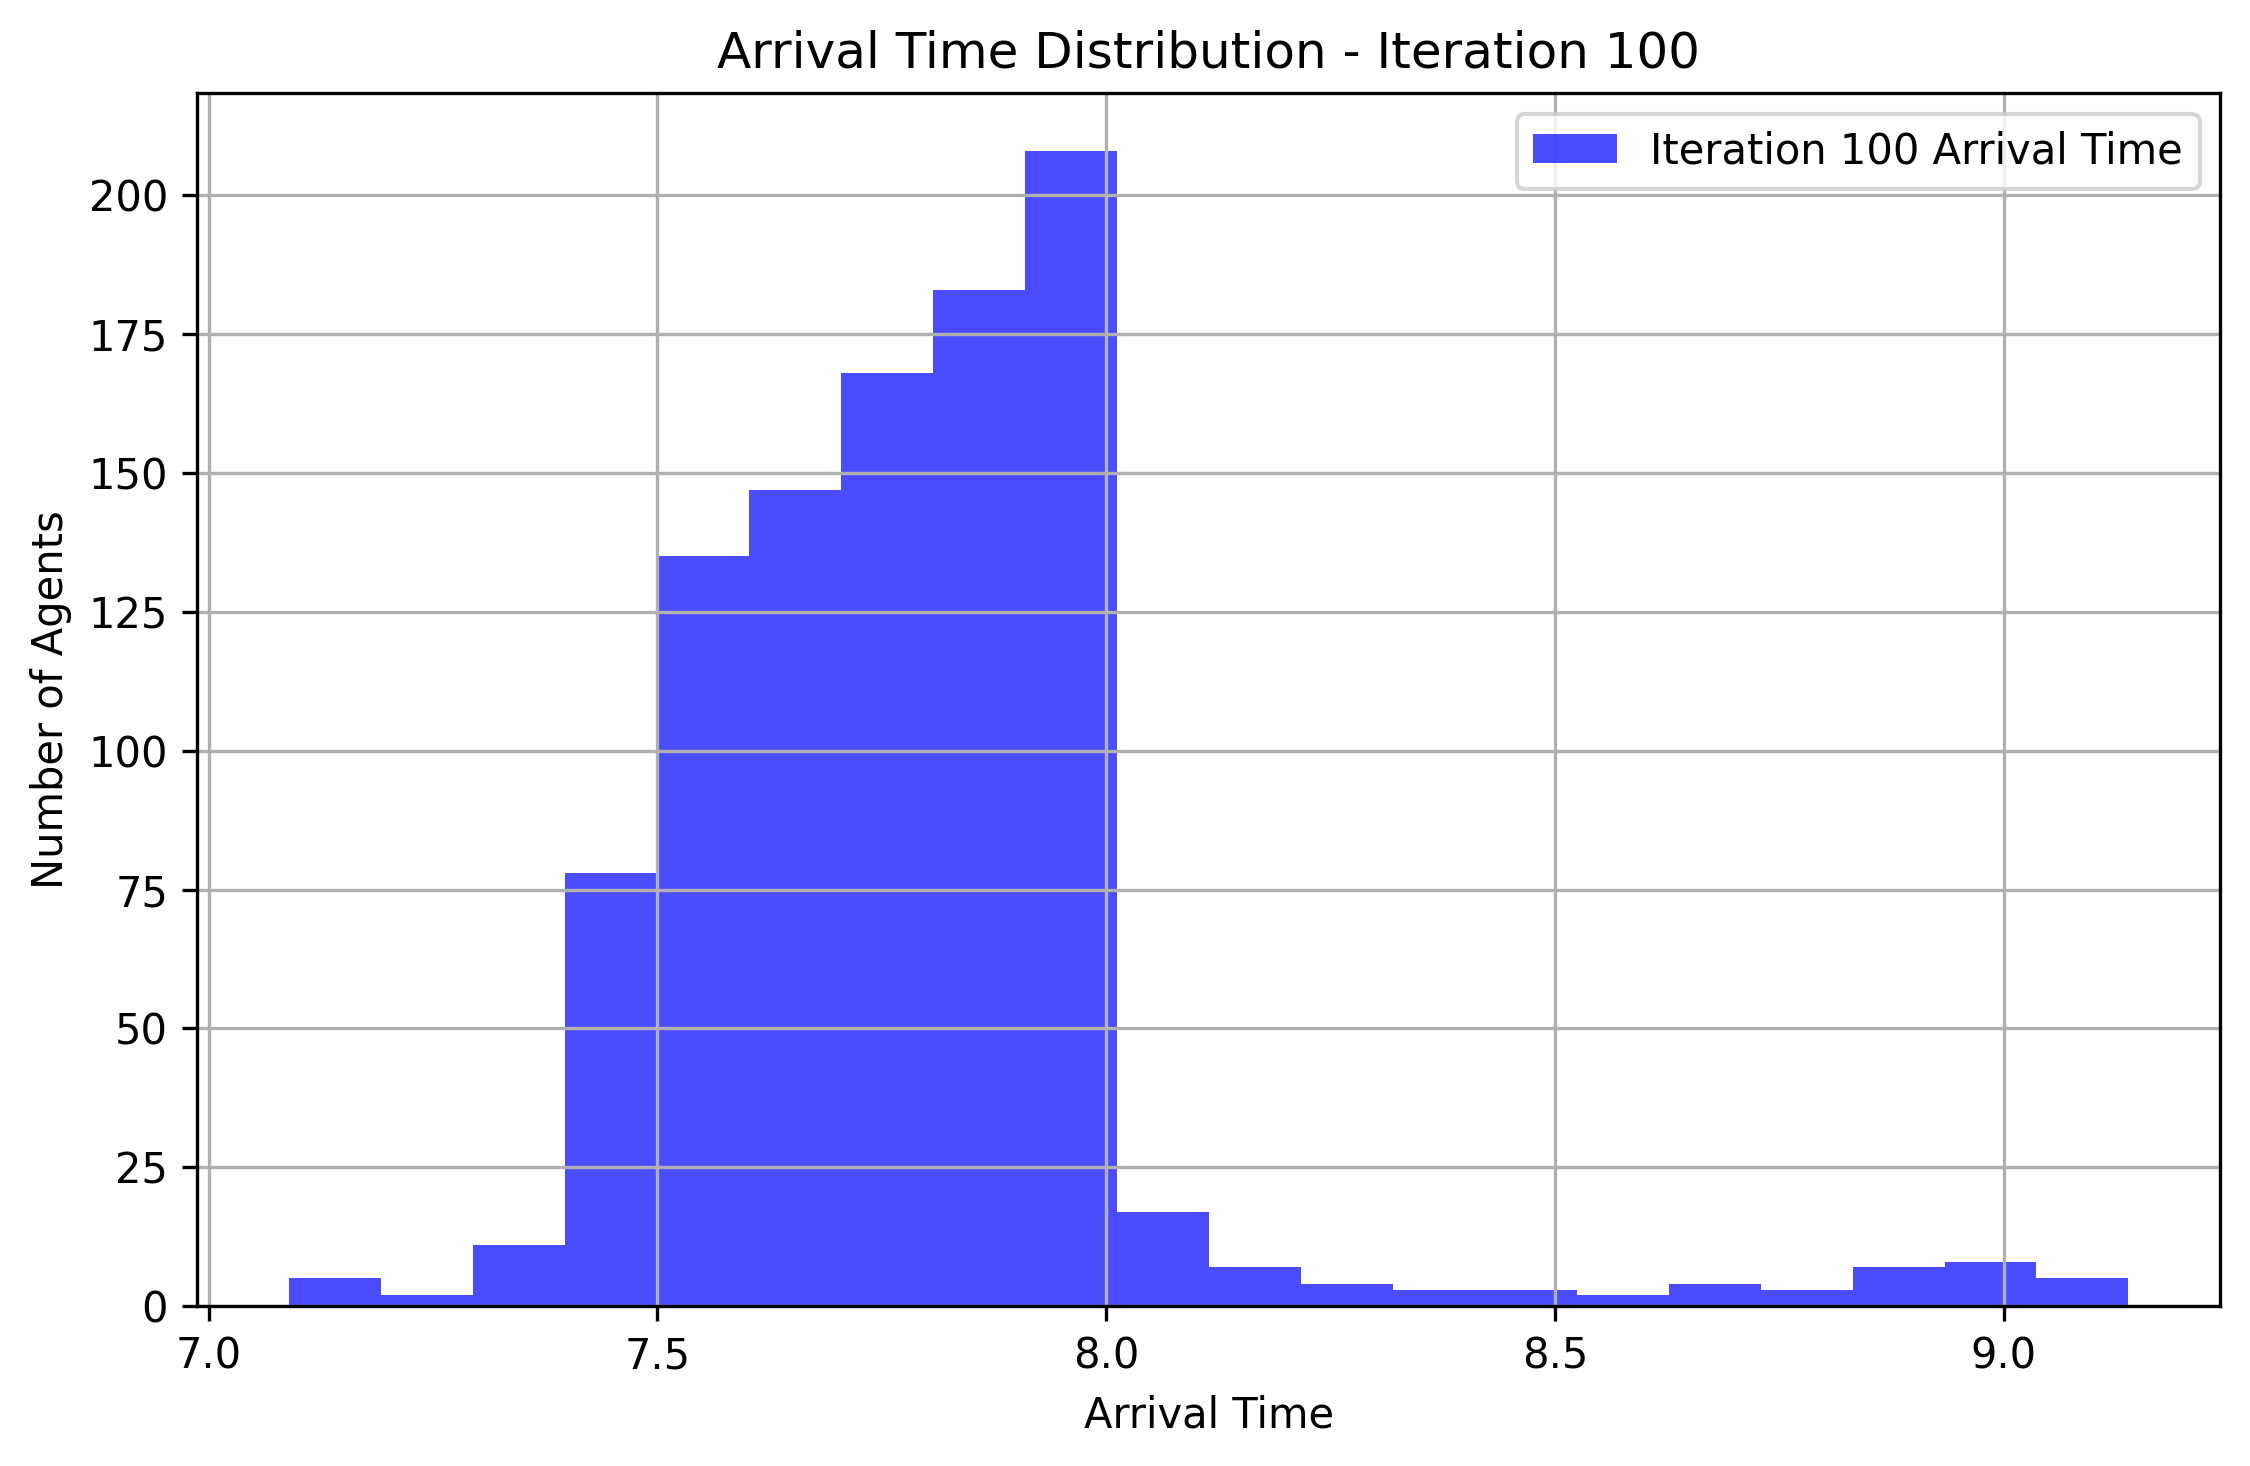 Arrival Time Distribution - Iteration 100
Iteration 100 Arrival Time
Number of Agents
200
175
150
125
100
75
50
25
0
7.0 7.5 8.0 8.5 9.0
Arrival Time